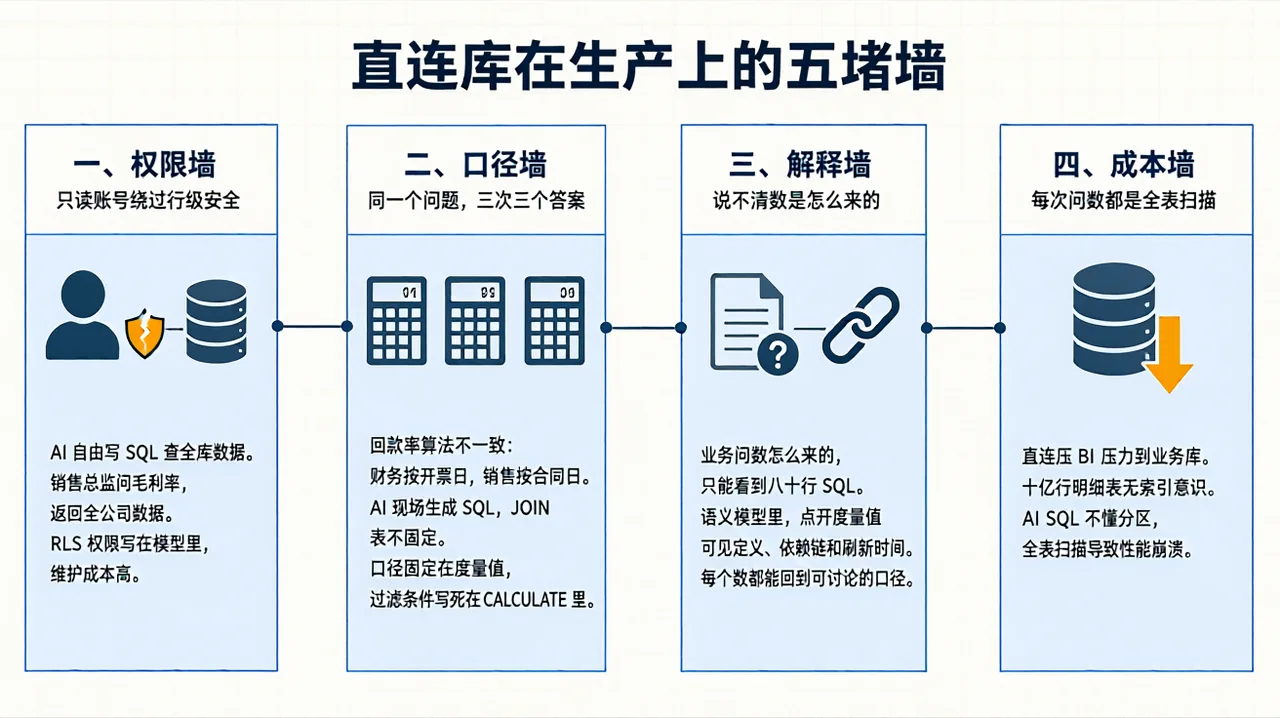 直连库在生产上的五堵墙
一、权限墙
只读账号绕过行级安全
AI 自由写 SQL 查全库数据。
销售总监问毛利率，
返回全公司数据。
RLS 权限写在模型里，
维护成本高。
二、口径墙
同一个问题，三次三个答案
回款率算法不一致：
财务按开票日，销售按合同日。
AI 现场生成 SQL，JOIN
表不固定。
口径固定在度量值，
过滤条件写死在 CALCULATE 里。
三、解释墙
说不清数是怎么来的
?
业务问数怎么来的，
只能看到八十行 SQL。
语义模型里，点开度量值
可见定义、依赖链和刷新时间。
每个数都能回到可讨论的口径。
四、成本墙
每次问数都是全表扫描
直连压 BI 压力到业务库。
十亿行明细表无索引意识。
AI SQL 不懂分区，
全表扫描导致性能崩溃。